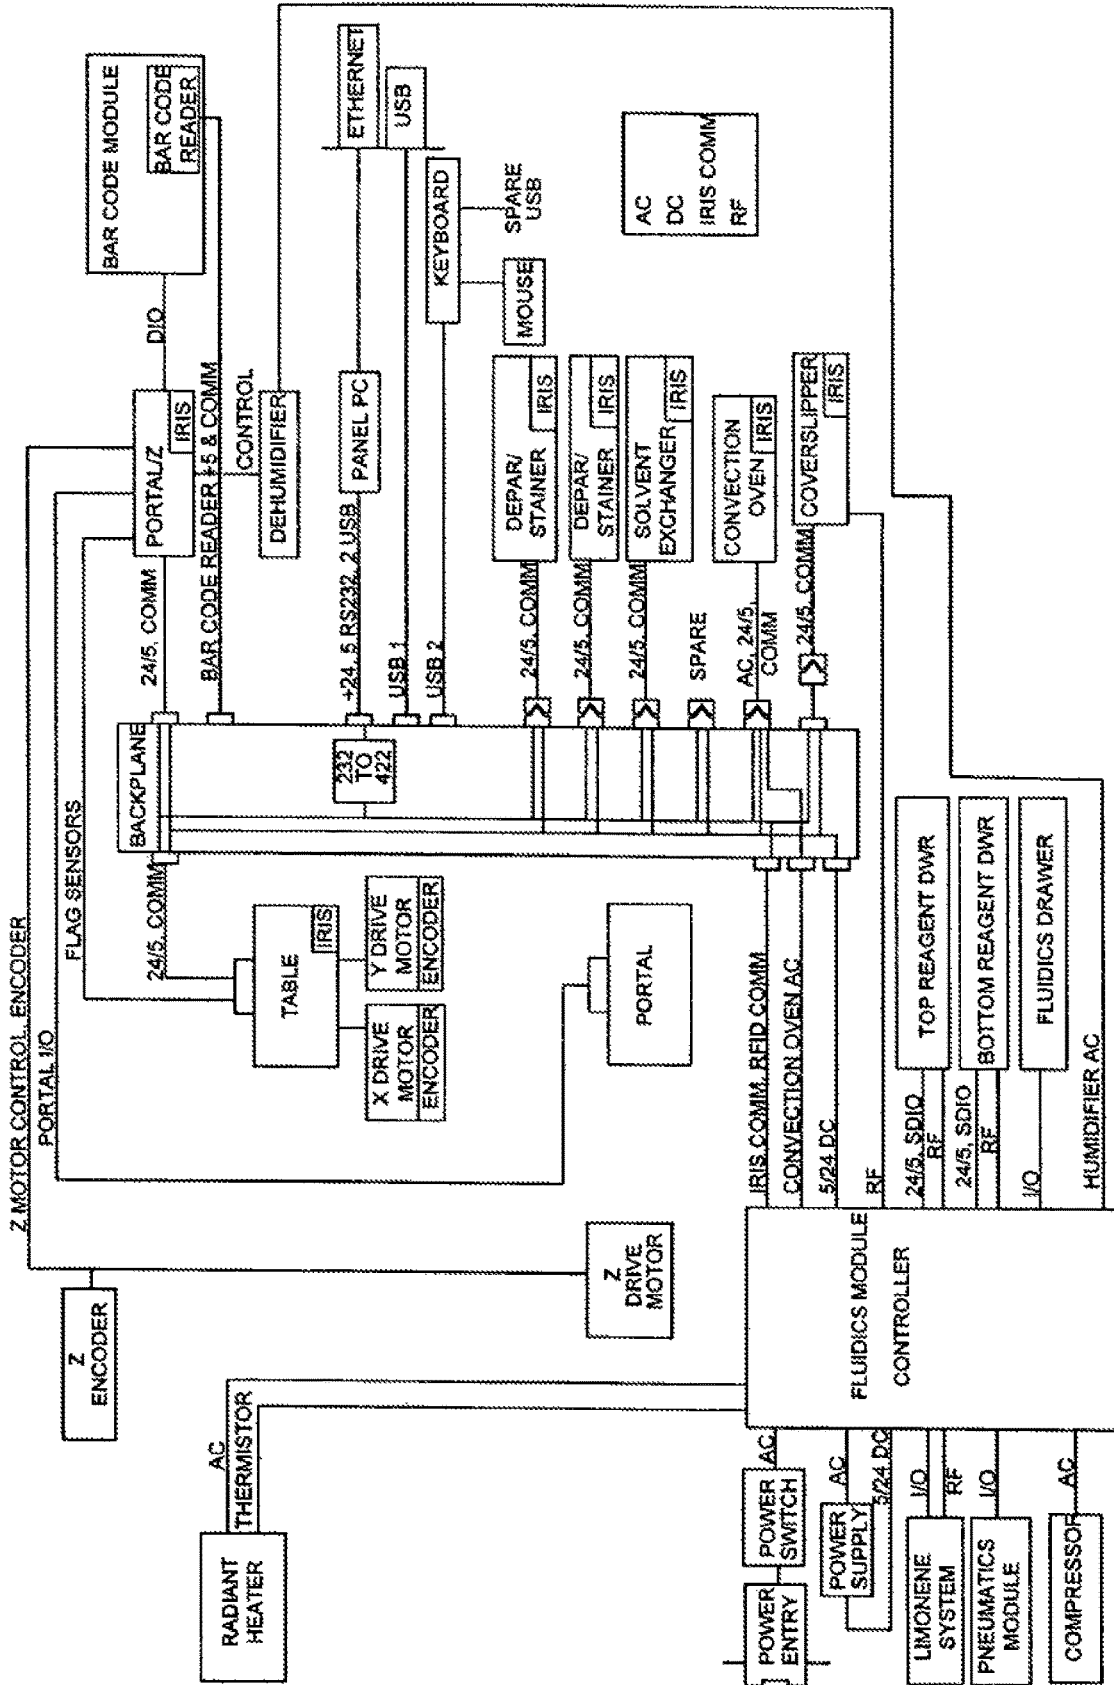 Z MOTOR CONTROL, ENCODER
PORTAL I/O
FLAG SENSORS
Z
ENCODER
AC
THERMISTOR
RADIANT
HEATER
Z
DRIVE
MOTOR
24/5, COMM
TABLE
IRIS
X DRIVE
MOTOR
ENCODER
Y DRIVE
MOTOR
ENCODER
PORTAL
BACKPLANE
232
TO
422
24/5, COMM
PORTAL/Z
IRIS
DIO
BAR CODE MODULE
BAR CODE
READER
BAR CODE READER +5 & COMM
CONTROL
DEHUMIDIFIER
+24, 5 RS232, 2 USB
PANEL PC
ETHERNET
USB 1
USB
USB 2
KEYBOARD
MOUSE
SPARE
USB
24/5, COMM
DEPAR/
STAINER
IRIS
24/5, COMM
DEPAR/
STAINER
IRIS
24/5, COMM
SOLVENT
EXCHANGER
IRIS
SPARE
AC, 24/5,
COMM
CONVECTION
OVEN
IRIS
24/5, COMM
COVERSLIPPER
IRIS
AC
DC
IRIS COMM
RF
IRIS COMM, RFID COMM
CONVECTION OVEN AC
5/24 DC
RF
24/5, SDIO
RF
TOP REAGENT DWR
24/5, SDIO
RF
BOTTOM REAGENT DWR
I/O
FLUIDICS DRAWER
HUMIDIFIER AC
FLUIDICS MODULE
CONTROLLER
POWER
ENTRY
POWER
SWITCH
AC
POWER
SUPPLY
AC
5/24 DC
LIMONENE
SYSTEM
I/O
RF
PNEUMATICS
MODULE
I/O
COMPRESSOR
AC